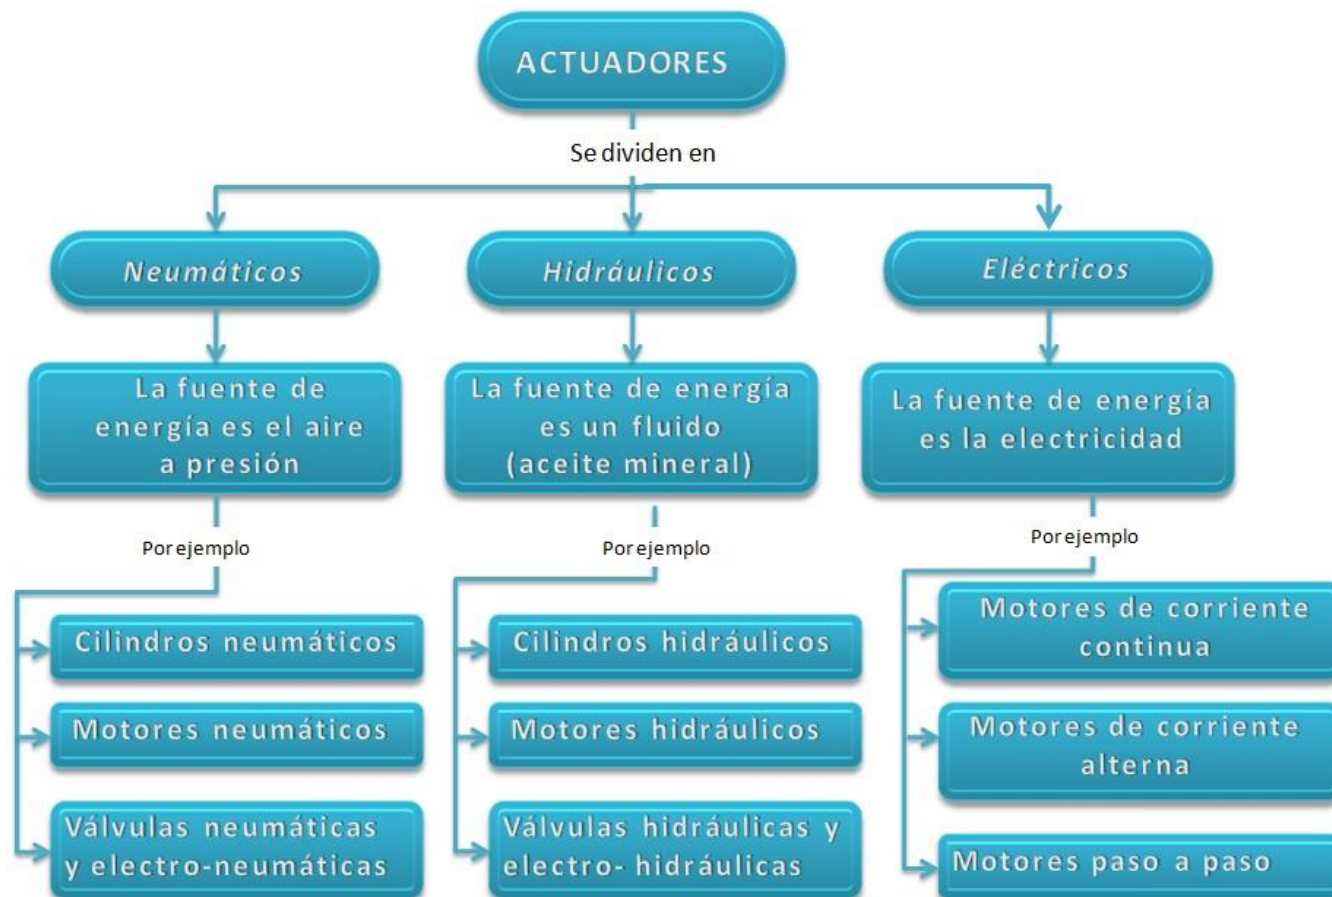 ACTUADORES
Se dividen en
Neumáticos
Hidráulicos
Eléctricos
La fuente de
energía es el aire
a presión
La fuente de energía
es un fluido
(aceite mineral)
La fuente de energía
es la electricidad
Por ejemplo
Por ejemplo
Por ejemplo
Cilindros neumáticos
Motores neumáticos
Válvulas neumáticas
y electro-neumáticas
Cilindros hidráulicos
Motores hidráulicos
Válvulas hidráulicas y
electro- hidráulicas
Motores de corriente
continua
Motores de corriente
alterna
Motores paso a paso